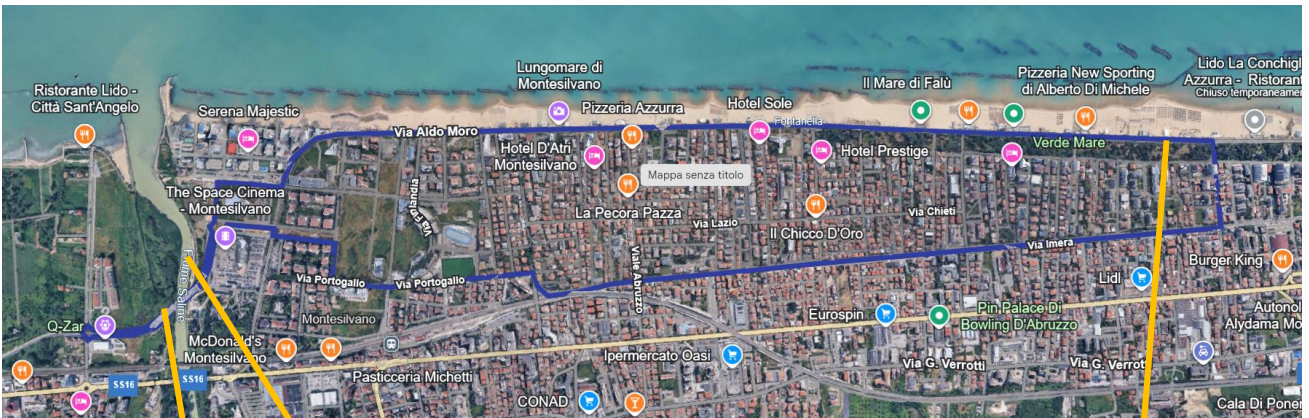 Ristorante Lido -
Città Sant'Angelo
Serena Majestic
Lungomare di
Montesilvano
Pizzeria Azzurra
Hotel Sole
Il Mare di Falù
Pizzeria New Sporting
di Alberto Di Michele
Lido La Conchigl
Azzurra - Ristorant
Chiuso temporaneamen
Via Aldo Moro
Fontanella
Hotel D'Atri
Montesilvano
Hotel Prestige
Verde Mare
Mappa senza titolo
The Space Cinema
- Montesilvano
Via Finlandia
La Pecora Pazza
Via Lazio
Via Chieti
Il Chicco D'Oro
Viale Abruzzo
Via Imera
Fiume Saline
Via Portogallo
Via Portogallo
Lidl
Burger King
Montesilvano
Q-Zar
Eurospin
Pin Palace Di
Bowling D'Abruzzo
Autonol
Alydama Mo
McDonald's
Montesilvano
Ipermercato Oasi
Via G. Verrotti
Via G. Verrot
SS16
SS16
Pasticceria Michetti
CONAD
Cala Di Poner